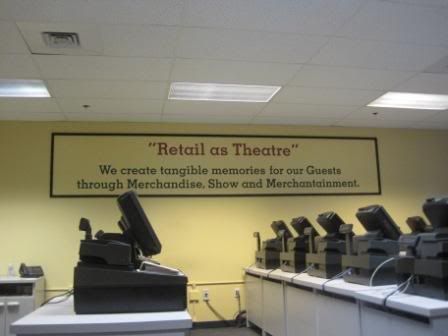 "Retail as Theatre"
We create tangible memories for our Guests
through Merchandise, Show and Merchantainment.